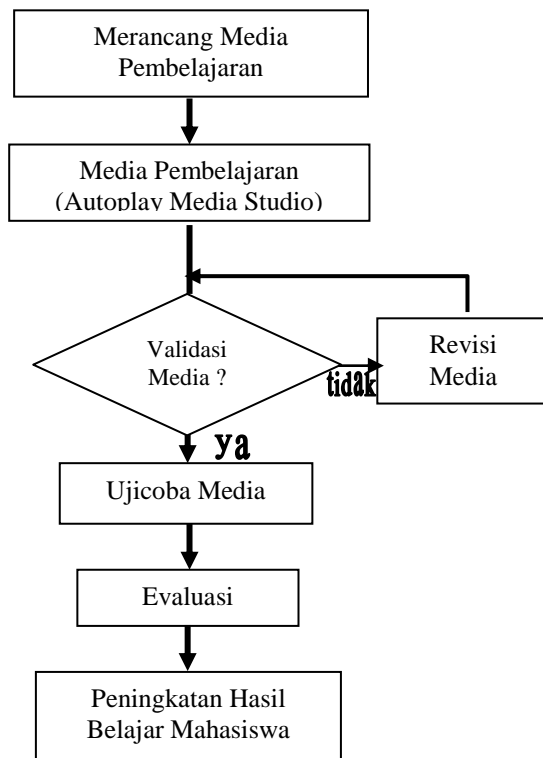 Merancang Media
Pembelajaran
Media Pembelajaran
(Autoplay Media Studio)
Validasi
Media ?
tidak
Revisi
Media
ya
Ujicoba Media
Evaluasi
Peningkatan Hasil
Belajar Mahasiswa